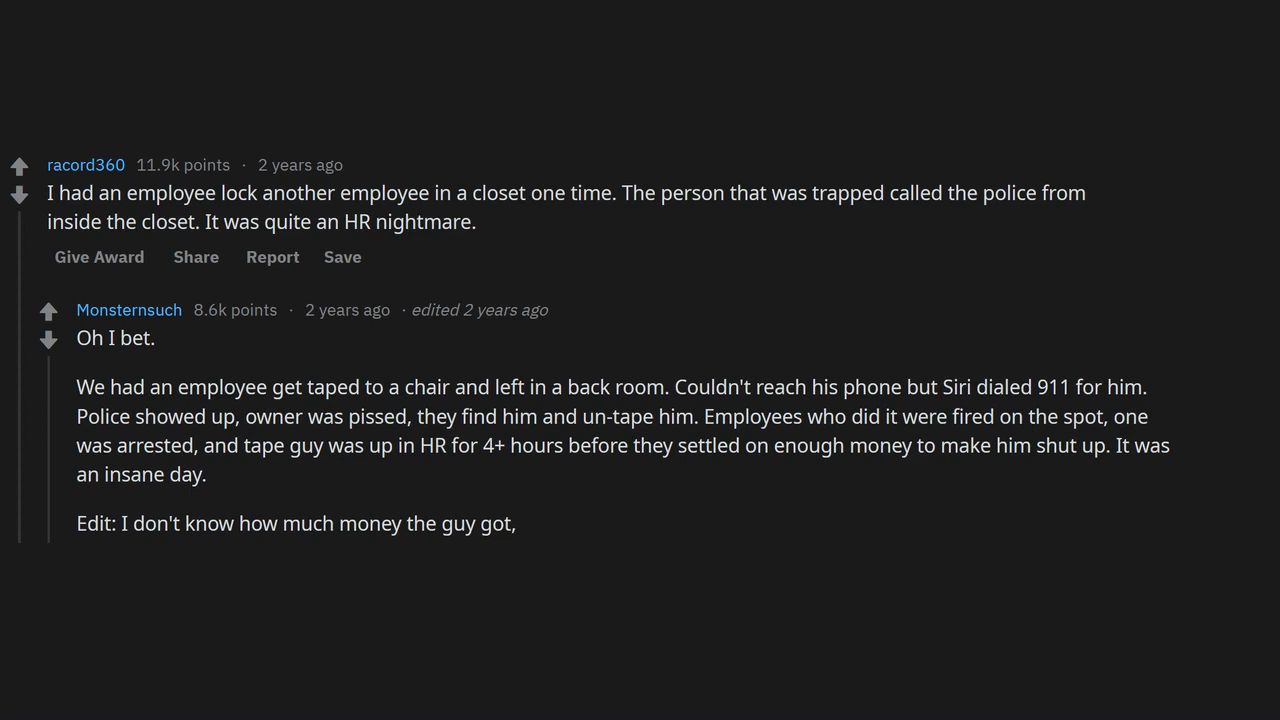 racord360 11.9k points · 2 years ago
I had an employee lock another employee in a closet one time. The person that was trapped called the police from
inside the closet. It was quite an HR nightmare.
Give Award Share Report Save
Monsternsuch 8.6k points · 2 years ago · edited 2 years ago
Oh I bet.
We had an employee get taped to a chair and left in a back room. Couldn't reach his phone but Siri dialed 911 for him.
Police showed up, owner was pissed, they find him and un-tape him. Employees who did it were fired on the spot, one
was arrested, and tape guy was up in HR for 4+ hours before they settled on enough money to make him shut up. It was
an insane day.
Edit: I don't know how much money the guy got,